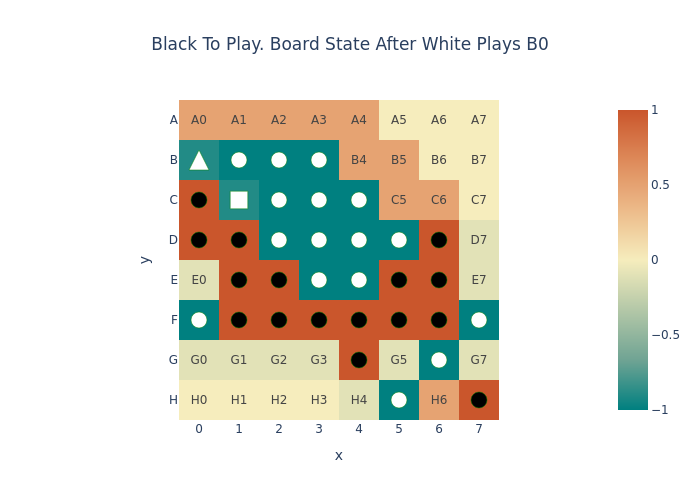 Black To Play. Board State After White Plays B0
A A0 A1 A2 A3 A4 A5 A6 A7
B B4 B5 B6 B7
C C5 C6 C7
D D7
E E0 E7
F
G G0 G1 G2 G3 G5 G7
H H0 H1 H2 H3 H4 H6
0 1 2 3 4 5 6 7
x
y
1
0.5
0
−0.5
−1